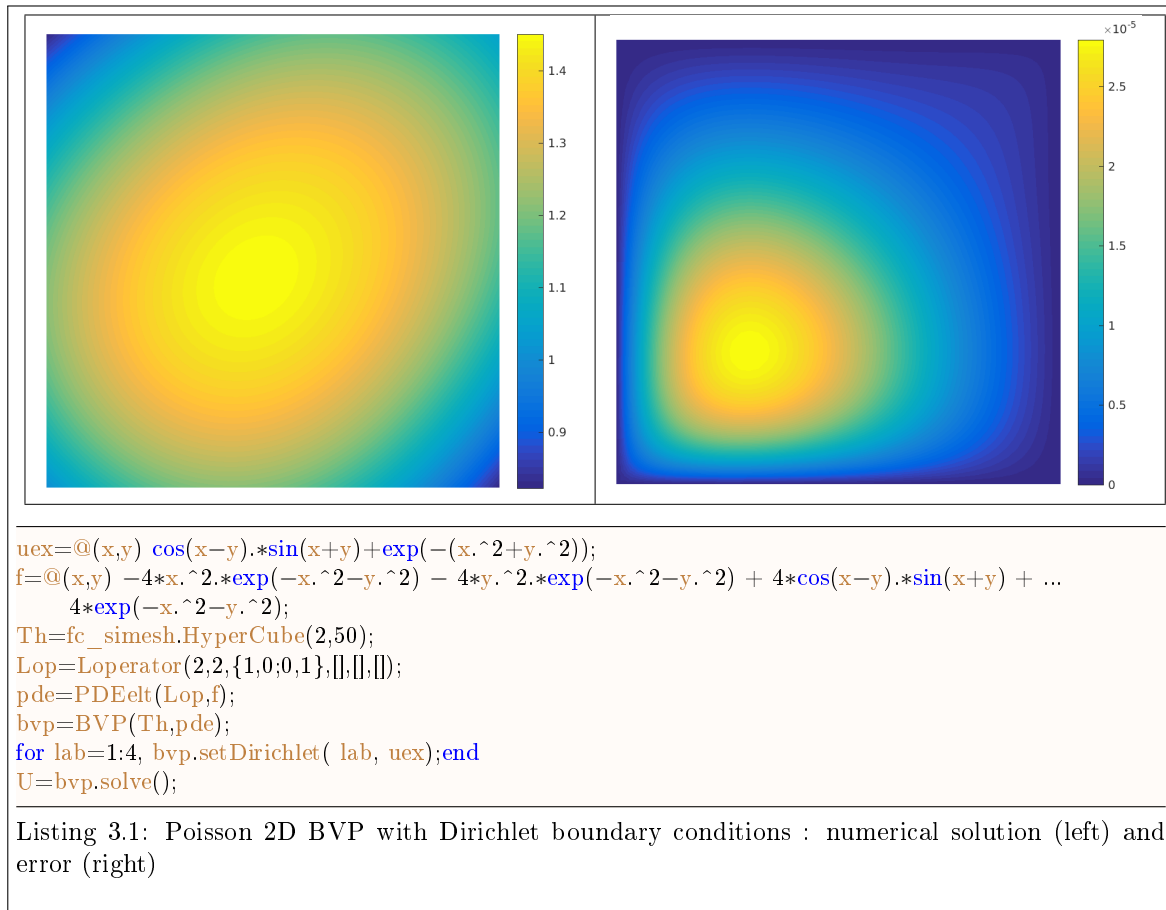 1.4
1.3
1.2
1.1
1
0.9
×10-5
2.5
2
1.5
1
0.5
0
uex=@(x,y) cos(x−y).*sin(x+y)+exp(−(x.^2+y.^2));
f=@(x,y) −4*x.^2.*exp(−x.^2−y.^2) − 4*y.^2.*exp(−x.^2−y.^2) + 4*cos(x−y).*sin(x+y) + ...
4*exp(−x.^2−y.^2);
Th=fc_simesh.HyperCube(2,50);
Lop=Loperator(2,2,{1,0;0,1},[],[],[]);
pde=PDEelt(Lop,f);
bvp=BVP(Th,pde);
for lab=1:4, bvp.setDirichlet( lab, uex);end
U=bvp.solve();
Listing 3.1: Poisson 2D BVP with Dirichlet boundary conditions : numerical solution (left) and
error (right)